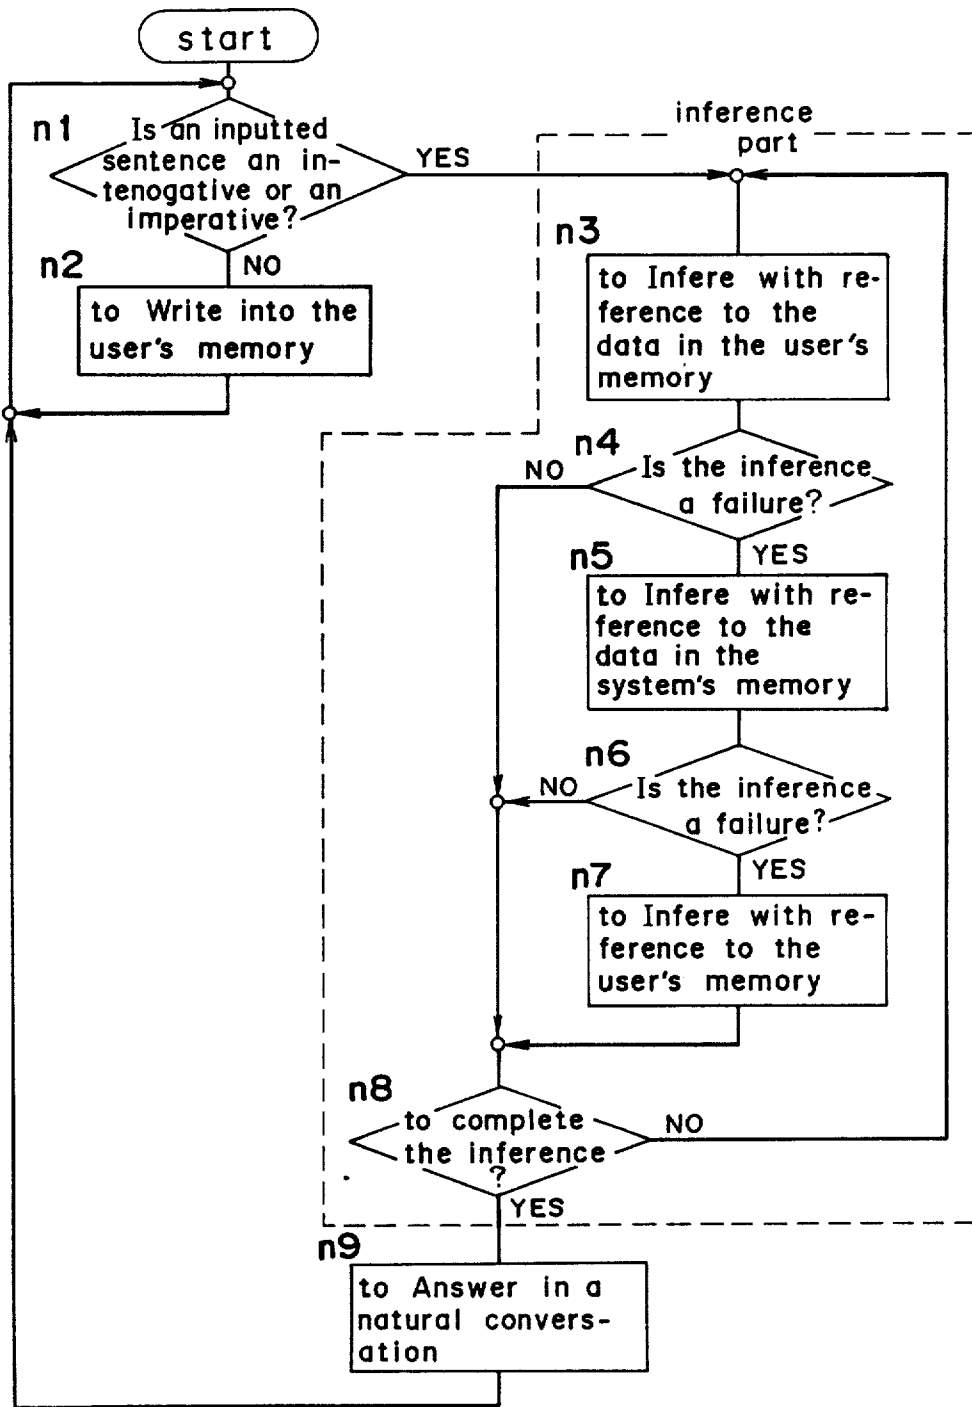 start
n1
Is an inputted
sentence an in-
tenogative or an
imperative?
YES
NO
n2
to Write into the
user's memory
inference
part
n3
to Infere with re-
ference to the
data in the user's
memory
n4
Is the inference
a failure?
NO
YES
n5
to Infere with re-
ference to the
data in the
system's memory
n6
Is the inference
a failure?
NO
YES
n7
to Infere with re-
ference to the
user's memory
n8
to complete
the inference
?
NO
YES
n9
to Answer in a
natural convers-
ation